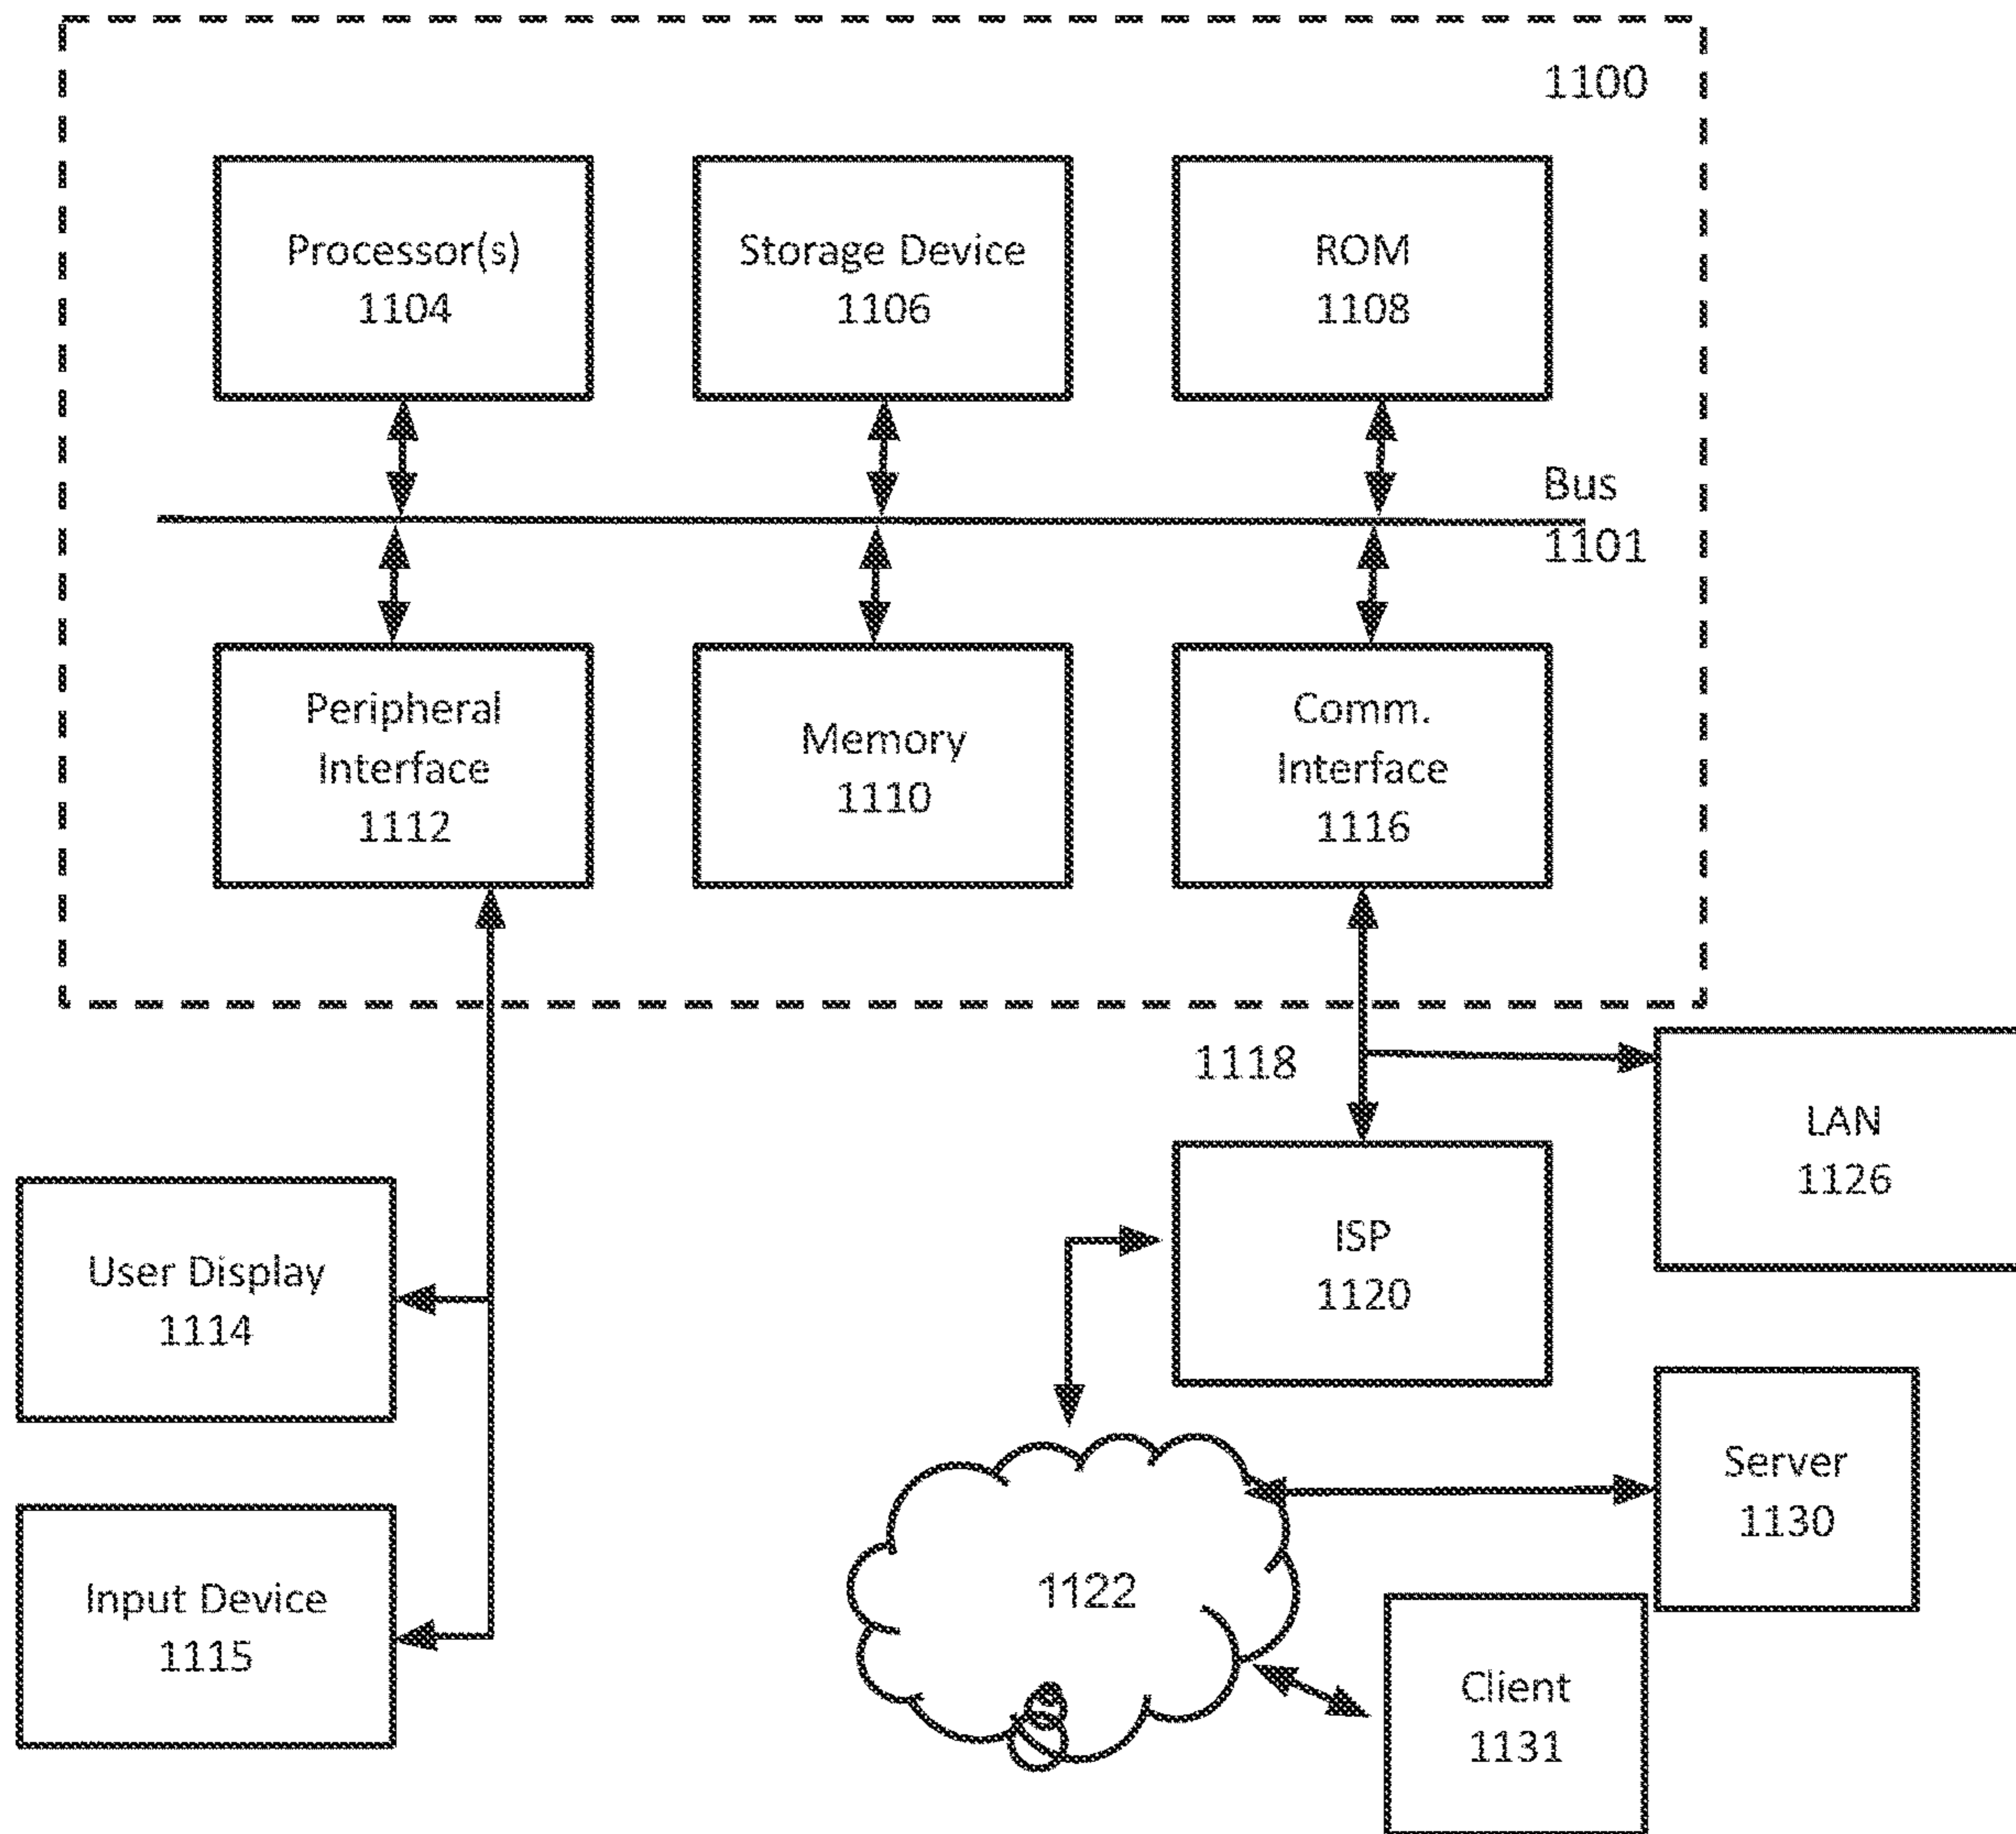 1100
Processor(s)
1104
Storage Device
1106
ROM
1108
Bus
1101
Peripheral
Interface
1112
Memory
1110
Comm.
Interface
1116
1118
LAN
1126
User Display
1114
ISP
1120
Server
1130
Input Device
1115
1122
Client
1131